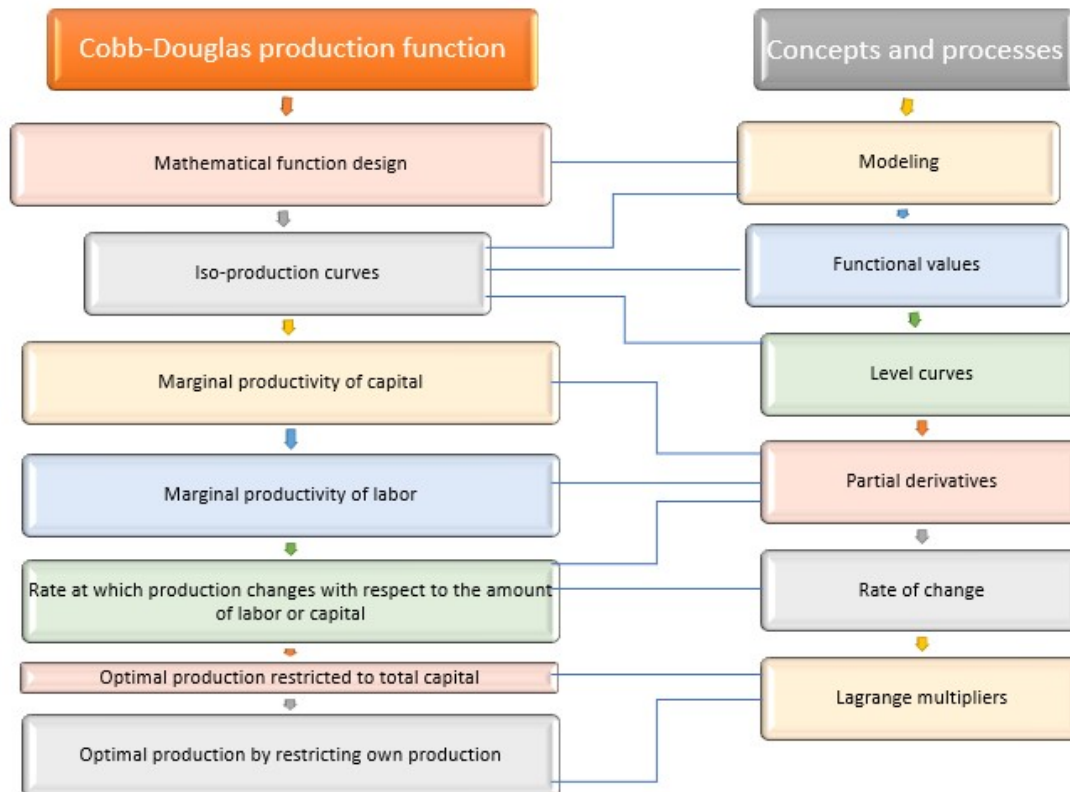 Cobb-Douglas production function
Concepts and processes
Mathematical function design
Modeling
Iso-production curves
Functional values
Marginal productivity of capital
Level curves
Marginal productivity of labor
Partial derivatives
Rate at which production changes with respect to the amount
of labor or capital
Rate of change
Optimal production restricted to total capital
Lagrange multipliers
Optimal production by restricting own production